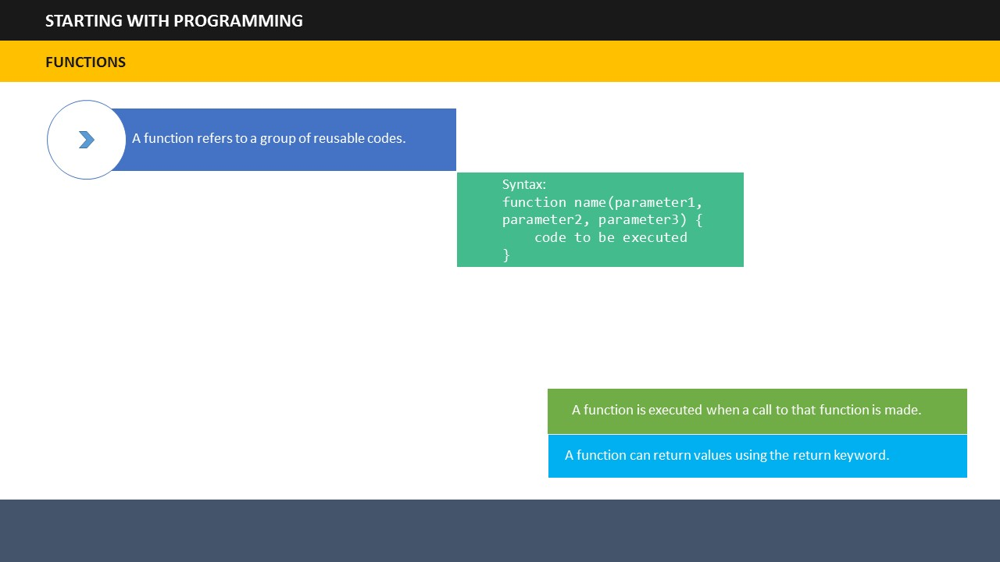 STARTING WITH PROGRAMMING
FUNCTIONS
A function refers to a group of reusable codes.
Syntax:
function name(parameter1,
parameter2, parameter3) {
    code to be executed
}
A function is executed when a call to that function is made.
A function can return values using the return keyword.